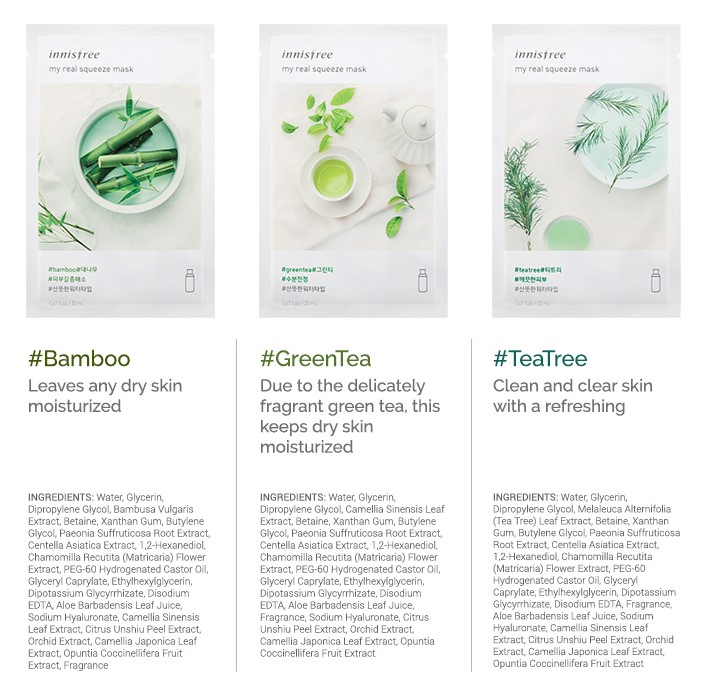 innisfree
my real squeeze mask
#bamboo#대나무
#피부갈증해소
#산뜻한워터타입
0.67 fl.oz. / 20 mL
innisfree
my real squeeze mask
#greentea#그린티
#수분진정
#산뜻한워터타입
0.67 fl.oz. / 20 mL
innisfree
my real squeeze mask
#teatree#티트리
#깨끗한피부
#산뜻한워터타입
0.67 fl.oz. / 20 mL
#Bamboo
Leaves any dry skin
moisturized
INGREDIENTS: Water, Glycerin,
Dipropylene Glycol, Bambusa Vulgaris
Extract, Betaine, Xanthan Gum, Butylene
Glycol, Paeonia Suffruticosa Root Extract,
Centella Asiatica Extract, 1,2-Hexanediol,
Chamomilla Recutita (Matricaria) Flower
Extract, PEG-60 Hydrogenated Castor Oil,
Glyceryl Caprylate, Ethylhexylglycerin,
Dipotassium Glycyrrhizate, Disodium
EDTA, Aloe Barbadensis Leaf Juice,
Sodium Hyaluronate, Camellia Sinensis
Leaf Extract, Citrus Unshiu Peel Extract,
Orchid Extract, Camellia Japonica Leaf
Extract, Opuntia Coccinellifera Fruit
Extract, Fragrance
#GreenTea
Due to the delicately
fragrant green tea, this
keeps dry skin
moisturized
INGREDIENTS: Water, Glycerin,
Dipropylene Glycol, Camellia Sinensis Leaf
Extract, Betaine, Xanthan Gum, Butylene
Glycol, Paeonia Suffruticosa Root Extract,
Centella Asiatica Extract, 1,2-Hexanediol,
Chamomilla Recutita (Matricaria) Flower
Extract, PEG-60 Hydrogenated Castor Oil,
Glyceryl Caprylate, Ethylhexylglycerin,
Dipotassium Glycyrrhizate, Disodium
EDTA, Aloe Barbadensis Leaf Juice,
Fragrance, Sodium Hyaluronate, Citrus
Unshiu Peel Extract, Orchid Extract,
Camellia Japonica Leaf Extract, Opuntia
Coccinellifera Fruit Extract
#TeaTree
Clean and clear skin
with a refreshing
INGREDIENTS: Water, Glycerin,
Dipropylene Glycol, Melaleuca Alternifolia
(Tea Tree) Leaf Extract, Betaine, Xanthan
Gum, Butylene Glycol, Paeonia Suffruticosa
Root Extract, Centella Asiatica Extract,
1,2-Hexanediol, Chamomilla Recutita
(Matricaria) Flower Extract, PEG-60
Hydrogenated Castor Oil, Glyceryl
Caprylate, Ethylhexylglycerin, Dipotassium
Glycyrrhizate, Disodium EDTA, Fragrance,
Aloe Barbadensis Leaf Juice, Sodium
Hyaluronate, Camellia Sinensis Leaf
Extract, Citrus Unshiu Peel Extract, Orchid
Extract, Camellia Japonica Leaf Extract,
Opuntia Coccinellifera Fruit Extract